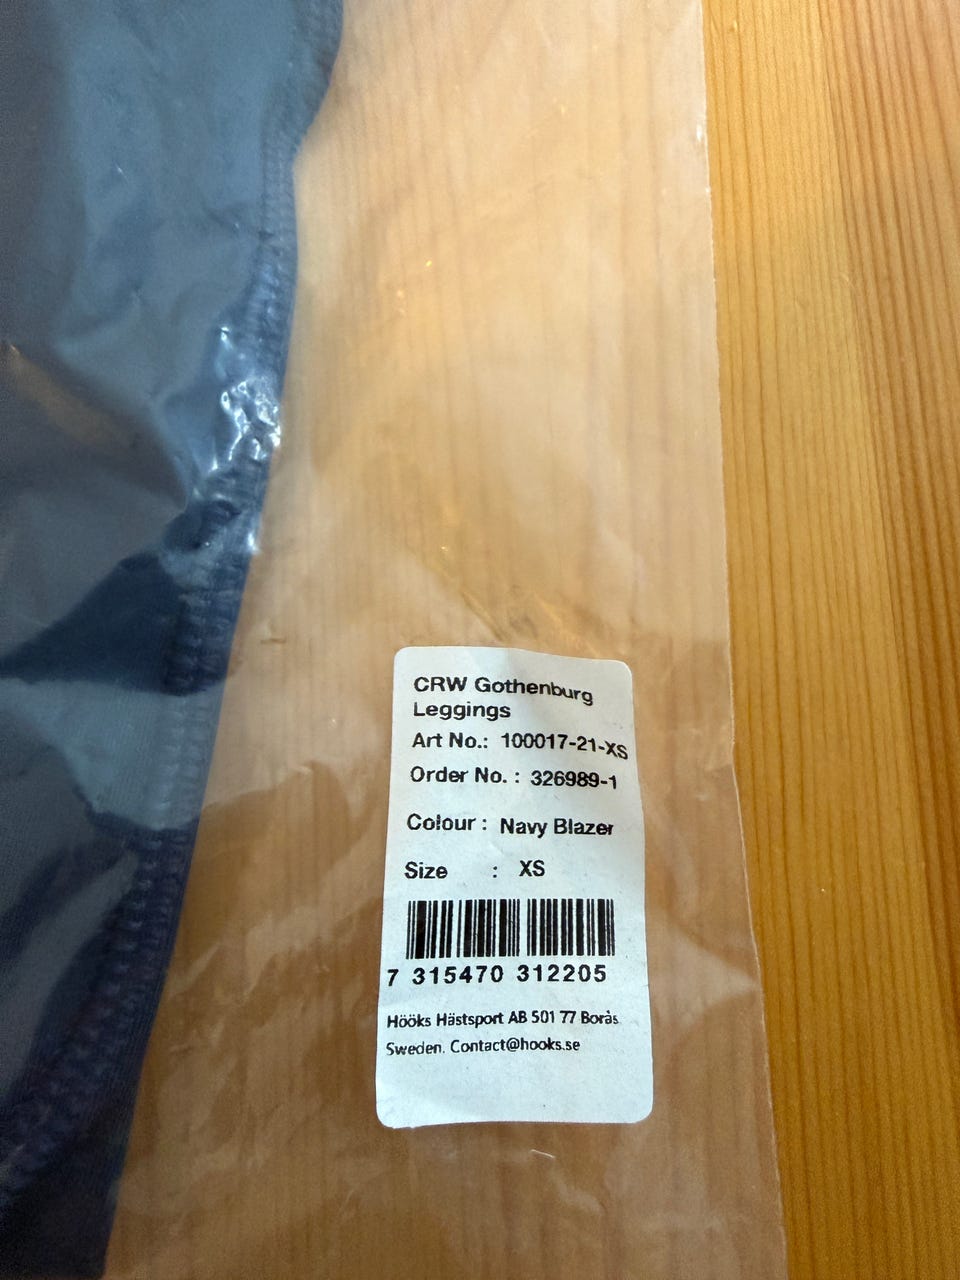 CRW Gothenburg
Leggings
Art No.: 100017-21-XS
Order No. : 326989-1
Colour : Navy Blazer
Size : XS
7 315470 312205
Hööks Hästsport AB 501 77 Borås
Sweden. Contact@hooks.se